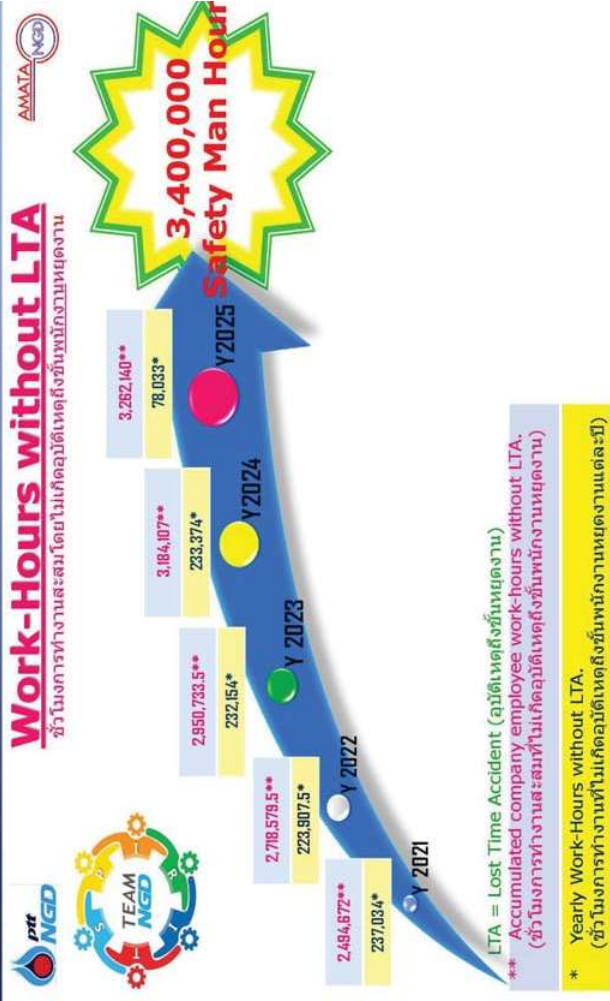 ptt
NGD
Work-Hours without LTA
ชั่วโมงการทำงานสะสมโดยไม่เกิดอุบัติเหตุถึงขั้นพนักงานหยุดงาน
AMATA NGD
TEAM
NGD
S P I R I T
3,400,000
Safety Man Hour
2,494,672**
237,034*
Y 2021
2,718,579.5**
223,907.5*
Y 2022
2,950,733.5**
232,154*
Y 2023
3,184,107**
233,374*
Y2024
3,262,140**
78,033*
Y2025
LTA = Lost Time Accident (อุบัติเหตุถึงขั้นหยุดงาน)
** Accumulated company employee work-hours without LTA.
(ชั่วโมงการทำงานสะสมที่ไม่เกิดอุบัติเหตุถึงขั้นพนักงานหยุดงาน)
* Yearly Work-Hours without LTA.
(ชั่วโมงการทำงานที่ไม่เกิดอุบัติเหตุถึงขั้นพนักงานหยุดงานแต่ละปี)